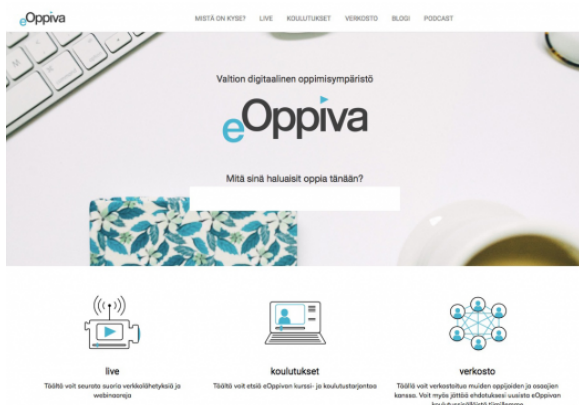 eOppiva
MISTÄ ON KYSE? LIVE KOULUTUKSET VERKOSTO BLOGI PODCAST
Valtion digitaalinen oppimisympäristö
eOppiva
Mitä sinä haluaisit oppia tänään?
live
Täältä voit seurata suoria verkkolähetyksiä ja
webinaareja
koulutukset
Täältä voit etsiä eOppivan kurssi- ja koulutustarjontaa
verkosto
Täällä voit verkostoitua muiden oppijoiden ja osaajien
kanssa. Voit myös jättää ehdotuksesi uusista eOppivan